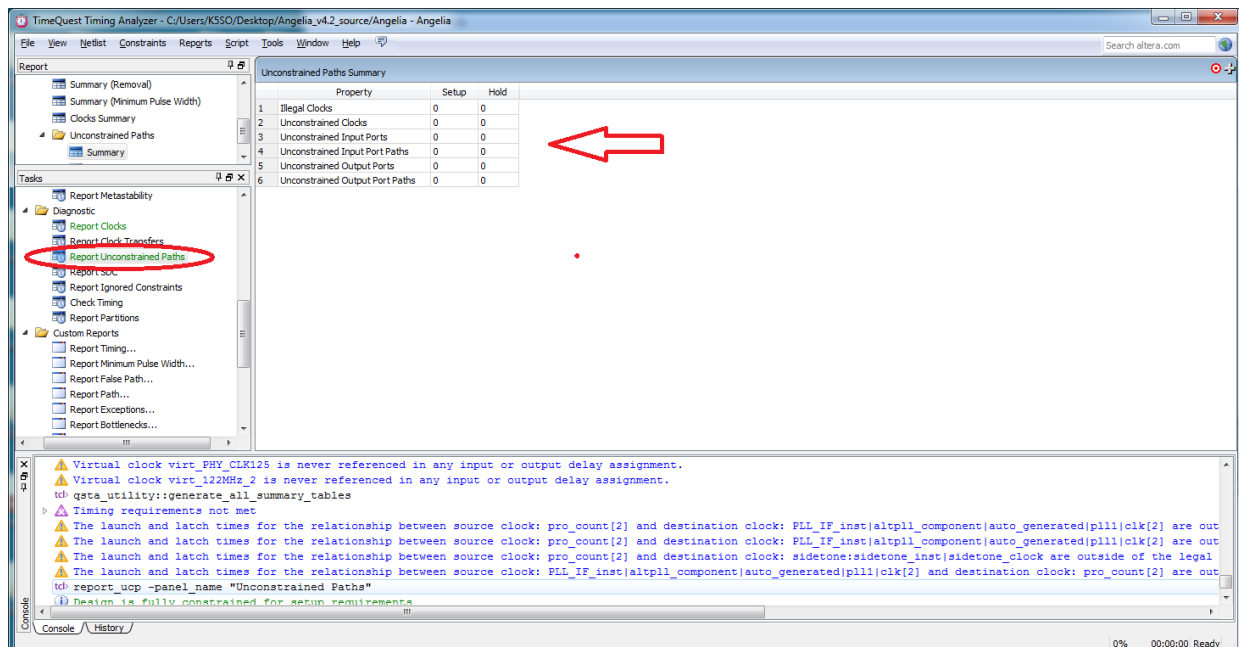 TimeQuest Timing Analyzer - C:/Users/K5SO/Desktop/Angelia_v4.2_source/Angelia - Angelia
File View Netlist Constraints Reports Script Tools Window Help
Search altera.com
Report
Summary (Removal)
Summary (Minimum Pulse Width)
Clocks Summary
Unconstrained Paths
Summary
Tasks
Report Metastability
Diagnostic
Report Clocks
Report Clock Transfers
Report Unconstrained Paths
Report SDC
Report Ignored Constraints
Check Timing
Report Partitions
Custom Reports
Report Timing...
Report Minimum Pulse Width...
Report False Path...
Report Path...
Report Exceptions...
Report Bottlenecks...
Unconstrained Paths Summary
Property Setup Hold
1 Illegal Clocks 0 0
2 Unconstrained Clocks 0 0
3 Unconstrained Input Ports 0 0
4 Unconstrained Input Port Paths 0 0
5 Unconstrained Output Ports 0 0
6 Unconstrained Output Port Paths 0 0
Virtual clock virt_PHY_CLK125 is never referenced in any input or output delay assignment.
Virtual clock virt_122MHz_2 is never referenced in any input or output delay assignment.
tcl> qsta_utility::generate_all_summary_tables
Timing requirements not met
The launch and latch times for the relationship between source clock: pro_count[2] and destination clock: PLL_IF_inst|altpll_component|auto_generated|pll1|clk[2] are out
The launch and latch times for the relationship between source clock: pro_count[2] and destination clock: PLL_IF_inst|altpll_component|auto_generated|pll1|clk[2] are out
The launch and latch times for the relationship between source clock: pro_count[2] and destination clock: sidetone:sidetone_inst|sidetone_clock are outside of the legal
The launch and latch times for the relationship between source clock: PLL_IF_inst|altpll_component|auto_generated|pll1|clk[2] and destination clock: pro_count[2] are out
tcl> report_ucp -panel_name "Unconstrained Paths"
Design is fully constrained for setup requirements
Console
Console History
0% 00:00:00 Ready